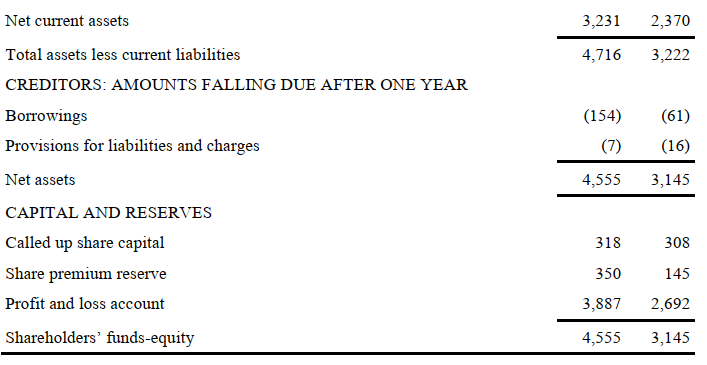 Net current assets 3,231 2,370
Total assets less current liabilities 4,716 3,222
CREDITORS: AMOUNTS FALLING DUE AFTER ONE YEAR
Borrowings (154) (61)
Provisions for liabilities and charges (7) (16)
Net assets 4,555 3,145
CAPITAL AND RESERVES
Called up share capital 318 308
Share premium reserve 350 145
Profit and loss account 3,887 2,692
Shareholders’ funds-equity 4,555 3,145